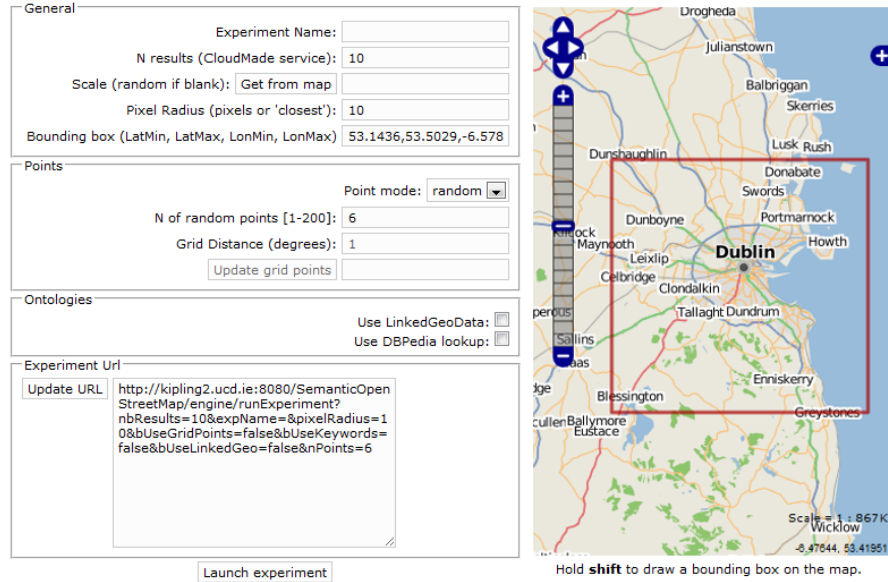 General
Experiment Name:
N results (CloudMade service): 10
Scale (random if blank): Get from map
Pixel Radius (pixels or 'closest'): 10
Bounding box (LatMin, LatMax, LonMin, LonMax) 53.1436,53.5029,-6.578
Points
Point mode: random
N of random points [1-200]: 6
Grid Distance (degrees): 1
Update grid points
Ontologies
Use LinkedGeoData:
Use DBPedia lookup:
Experiment Url
Update URL
http://kipling2.ucd.ie:8080/SemanticOpen
StreetMap/engine/runExperiment?
nbResults=10&expName=&pixelRadius=1
0&bUseGridPoints=false&bUseKeywords=
false&bUseLinkedGeo=false&nPoints=6
Launch experiment
Drogheda
Julianstown
Balbriggan
Skerries
Lusk Rush
Dunshaughlin
Donabate
Swords
Dunboyne
Portmarnock
Kilcock
Maynooth
Howth
Leixlip
Dublin
Celbridge
Clondalkin
perous
Tallaght Dundrum
Sallins
aas
Enniskerry
dge
Blessington
Greystones
cullen Ballymore
Eustace
Scale = 1 : 867K
Wicklow
-6.47644, 53.41951
Hold shift to draw a bounding box on the map.